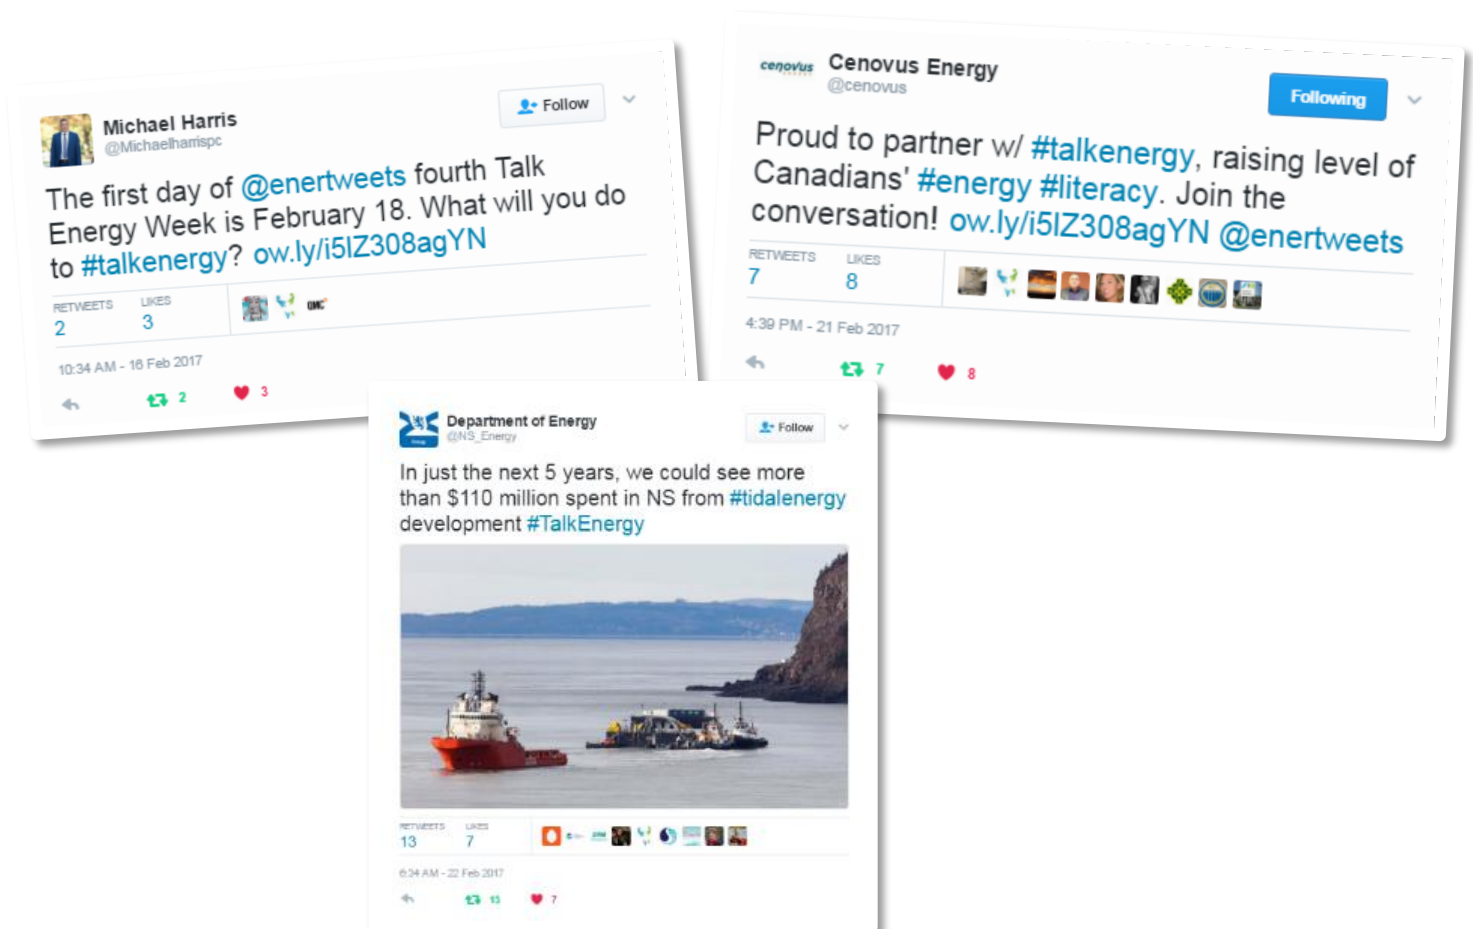 Michael Harris
@Michaelharrispc
Follow
The first day of @enertweets fourth Talk
Energy Week is February 18. What will you do
to #talkenergy? ow.ly/i5IZ308agYN
RETWEETS LIKES
2 3
GMC
10:34 AM - 16 Feb 2017
2 3
cenovus
ENERGY
Cenovus Energy
@cenovus
Following
Proud to partner w/ #talkenergy, raising level of
Canadians' #energy #literacy. Join the
conversation! ow.ly/i5IZ308agYN @enertweets
RETWEETS LIKES
7 8
4:39 PM - 21 Feb 2017
7 8
Energy
Department of Energy
@NS_Energy
Follow
In just the next 5 years, we could see more
than $110 million spent in NS from #tidalenergy
development #TalkEnergy
RETWEETS LIKES
13 7
6:34 AM - 22 Feb 2017
13 7